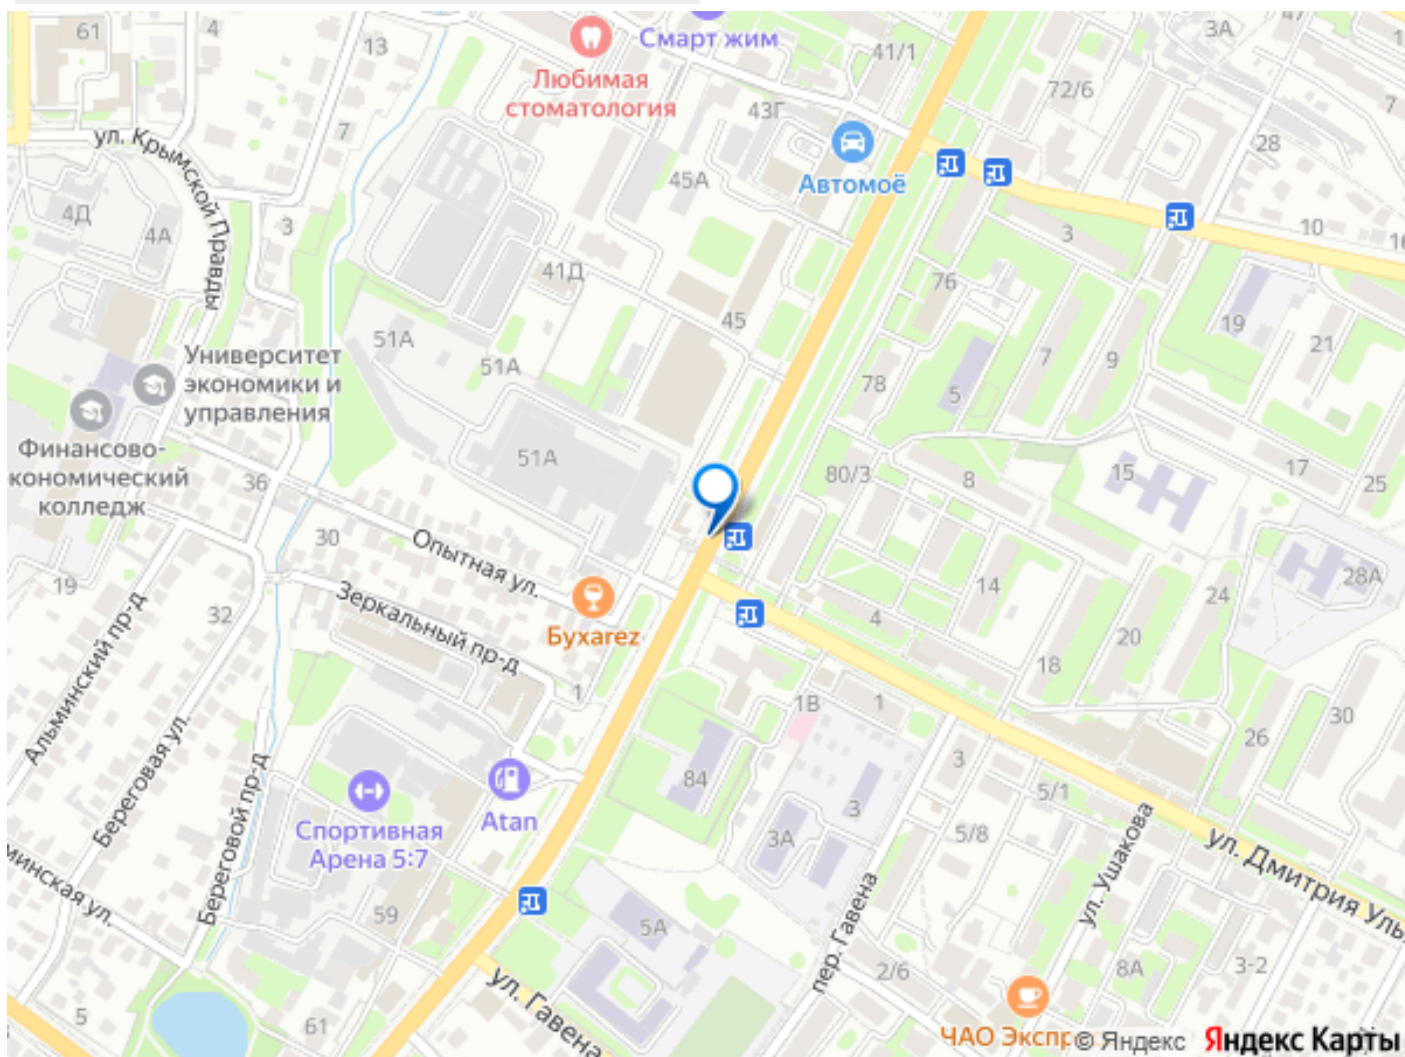 61
4
13
Смарт жим
41/1
3А
47
1
Любимая
стоматология
43Г
72/6
7
ул. Крымской Правды
7
28
45А
Автомоё
4Д
4А
3
3
10
16
41Д
76
45
19
21
51А
51А
7
9
Университет
экономики и
управления
78
5
Финансово-
кономический
колледж
51А
80/3
8
15
17
25
36
30
Опытная ул.
19
32
Зеркальный пр-д
Бухarez
14
4
24
28А
20
18
Альминский пр-д
Береговая ул.
Береговой пр-д
1
1В
1
26
30
84
3
Atan
3
3А
5/1
5/8
Спортивная
Арена 5:7
ул. Ушакова
ул. Дмитрия Уль
минская ул.
59
5А
пер. Гавена
2/6
8А
3-2
ул. Гавена
5
61
ЧАО Экспр
© Яндекс Яндекс Карты